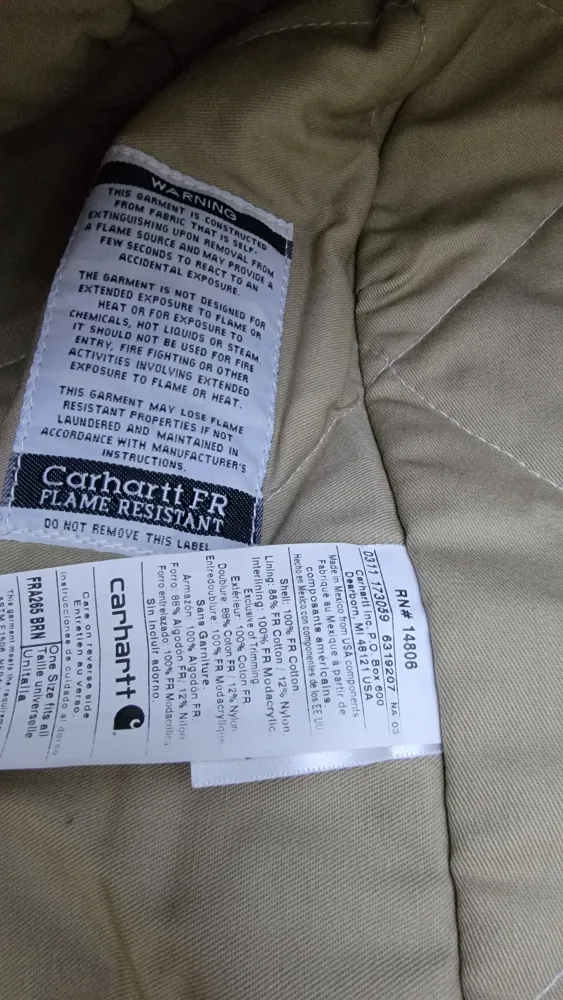 WARNING
THIS GARMENT IS CONSTRUCTED
FROM FABRIC THAT IS SELF-
EXTINGUISHING UPON REMOVAL FROM
A FLAME SOURCE AND MAY PROVIDE A
FEW SECONDS TO REACT TO AN
ACCIDENTAL EXPOSURE.
THE GARMENT IS NOT DESIGNED FOR
EXTENDED EXPOSURE TO FLAME OR
HEAT OR FOR EXPOSURE TO
CHEMICALS, HOT LIQUIDS OR STEAM.
IT SHOULD NOT BE USED FOR FIRE
ENTRY, FIRE FIGHTING OR OTHER
ACTIVITIES INVOLVING EXTENDED
EXPOSURE TO FLAME OR HEAT.
THIS GARMENT MAY LOSE FLAME
RESISTANT PROPERTIES IF NOT
LAUNDERED AND MAINTAINED IN
ACCORDANCE WITH MANUFACTURER'S
INSTRUCTIONS.
Carhartt FR
FLAME RESISTANT
DO NOT REMOVE THIS LABEL
RN# 14806
0311 173059 6319207 NA 03
Carhartt Inc. P.O. Box 600
Dearborn, MI 48121 USA
Made in Mexico from USA components
Fabriqué au Mexique à partir de
composants américains.
Hecho en Mexico con componentes de los EE UU
Shell: 100% FR Cotton.
Lining: 88% FR Cotton / 12% Nylon.
Interlining: 100% FR Modacrylic.
Exclusive of Trimming.
Extérieur: 100% Coton FR.
Doublure: 88% Coton FR / 12% Nylon.
Entredoublure: 100% FR Modacrylique.
Sans Garniture.
Armazón: 100% Algodón FR.
Forro: 88% Algodón FR, 12% Nilón
Forro entrelazado: 100% FR Modacrílico
Sin incluir adorno.
carhartt
Care on reverse side
Entretien au verso.
Instrucciones de cuidado al dorso
FRA265 BRN
One Size fits all
Taille universelle
Unitalla
This garment meets the requireme